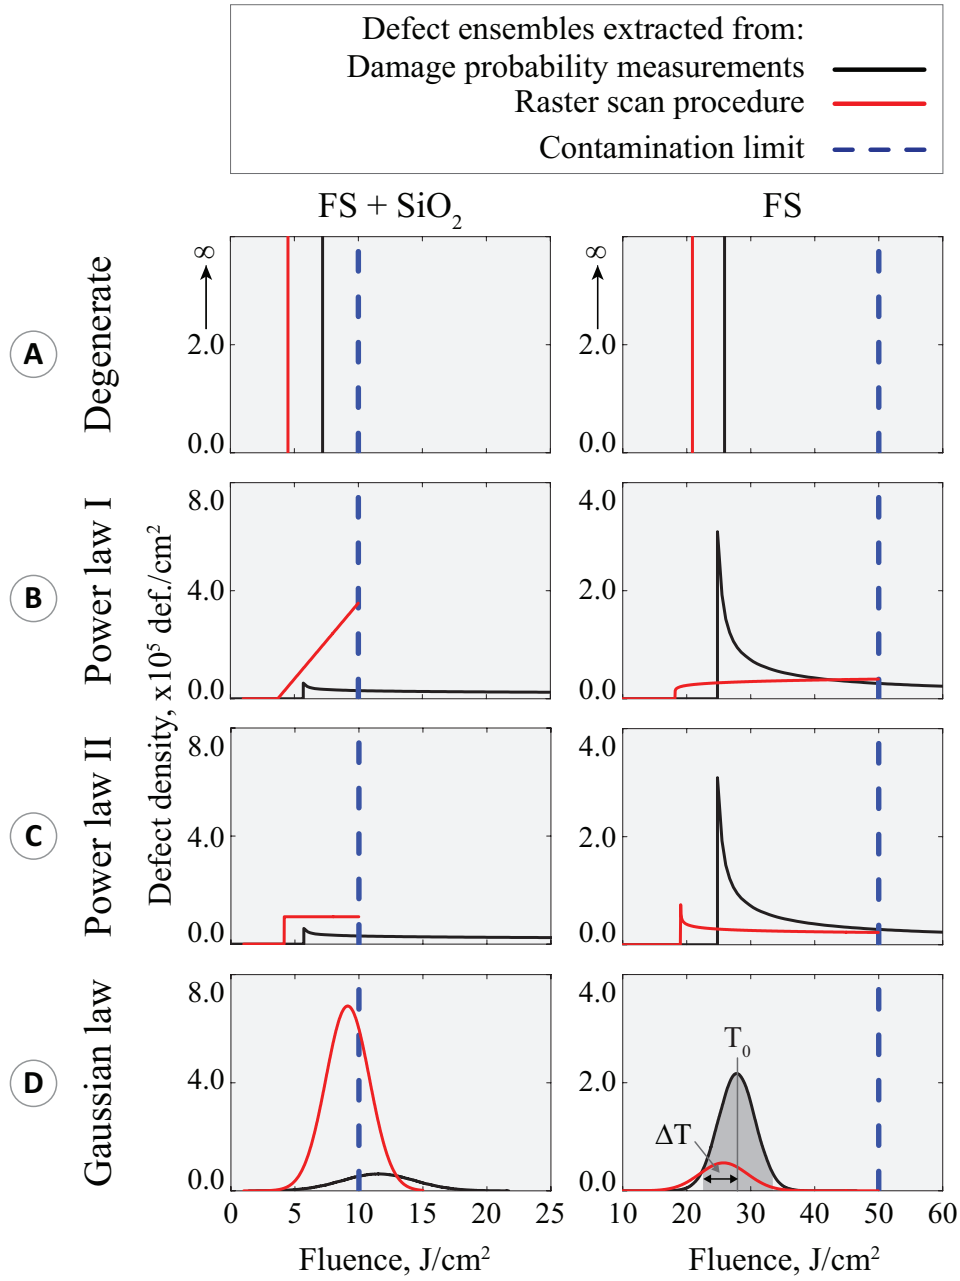 Defect ensembles extracted from:
Damage probability measurements
Raster scan procedure
Contamination limit
FS + SiO₂
FS
A
Degenerate
∞
2.0
0.0
∞
2.0
0.0
B
Power law I
8.0
4.0
0.0
4.0
2.0
0.0
Defect density, x10⁵ def./cm²
C
Power law II
8.0
4.0
0.0
4.0
2.0
0.0
D
Gaussian law
8.0
4.0
0.0
4.0
2.0
0.0
T₀
ΔT
0 5 10 15 20 25
10 20 30 40 50 60
Fluence, J/cm²
Fluence, J/cm²